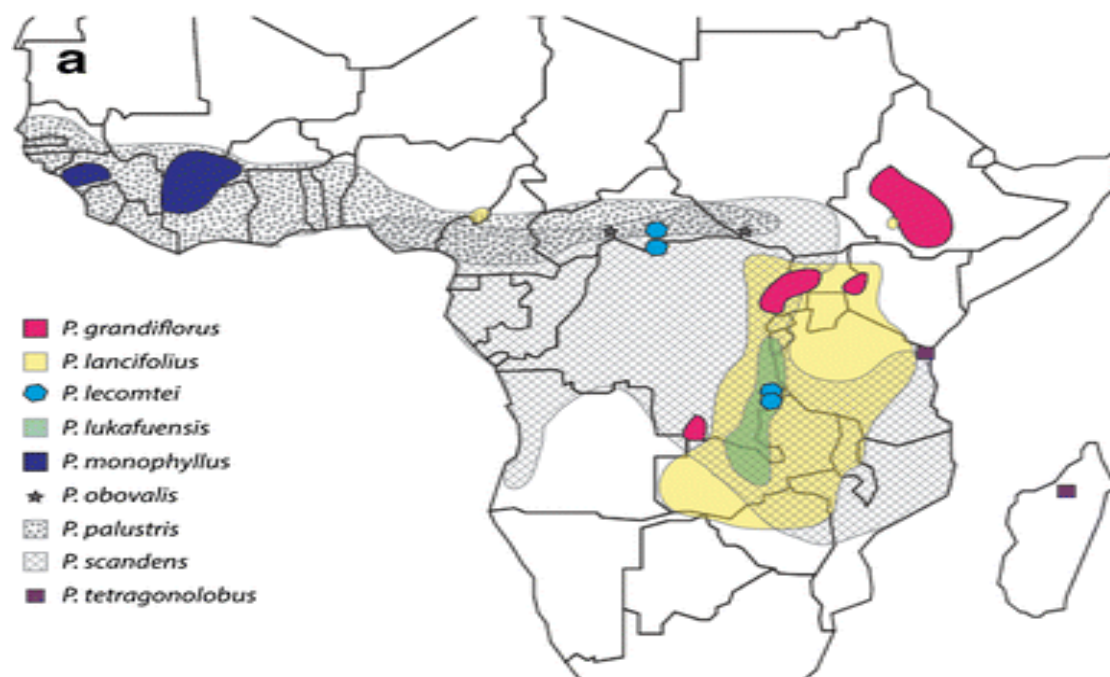 a
P. grandiflorus
P. lancifolius
P. lecomtei
P. lukafuensis
P. monophyllus
P. obovalis
P. palustris
P. scandens
P. tetragonolobus